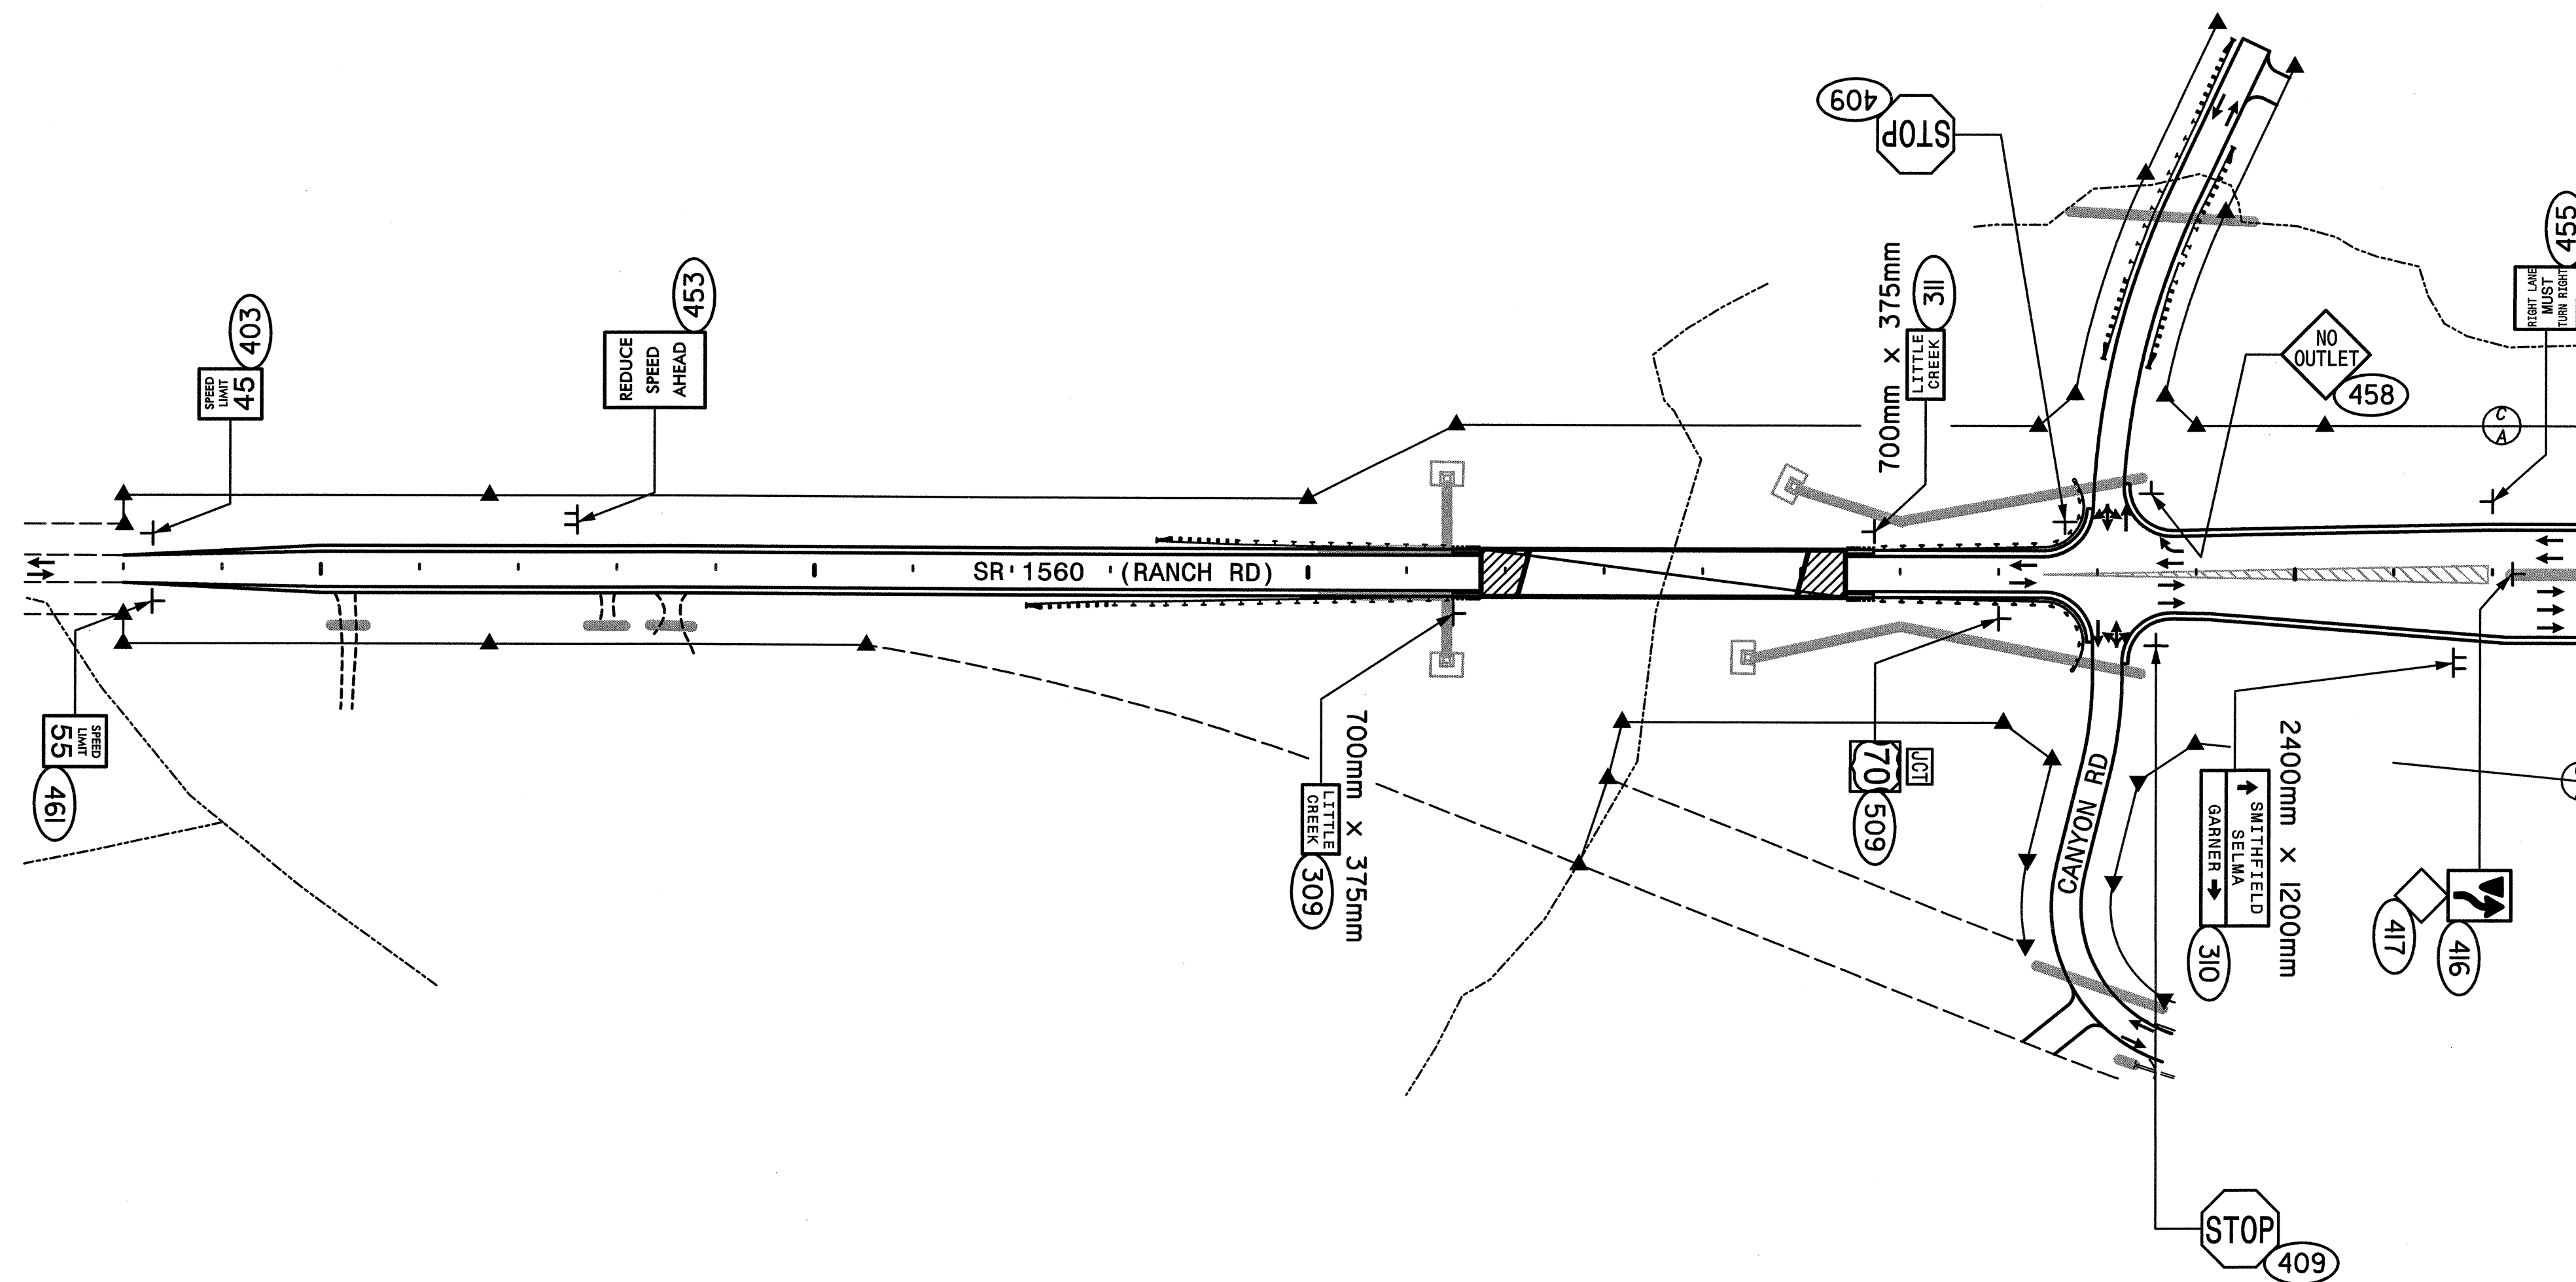 409
STOP
455
RIGHT LANE
MUST
TURN RIGHT
403
SPEED
LIMIT
45
453
REDUCE
SPEED
AHEAD
700mm x 375mm
311
LITTLE
CREEK
NO
OUTLET
458
C
A
SR 1560 (RANCH RD)
SPEED
LIMIT
55
461
700mm x 375mm
LITTLE
CREEK
309
JCT
70
509
CANYON RD
2400mm x 1200mm
SMITHFIELD
SELMA
GARNER
310
417
416
STOP
409